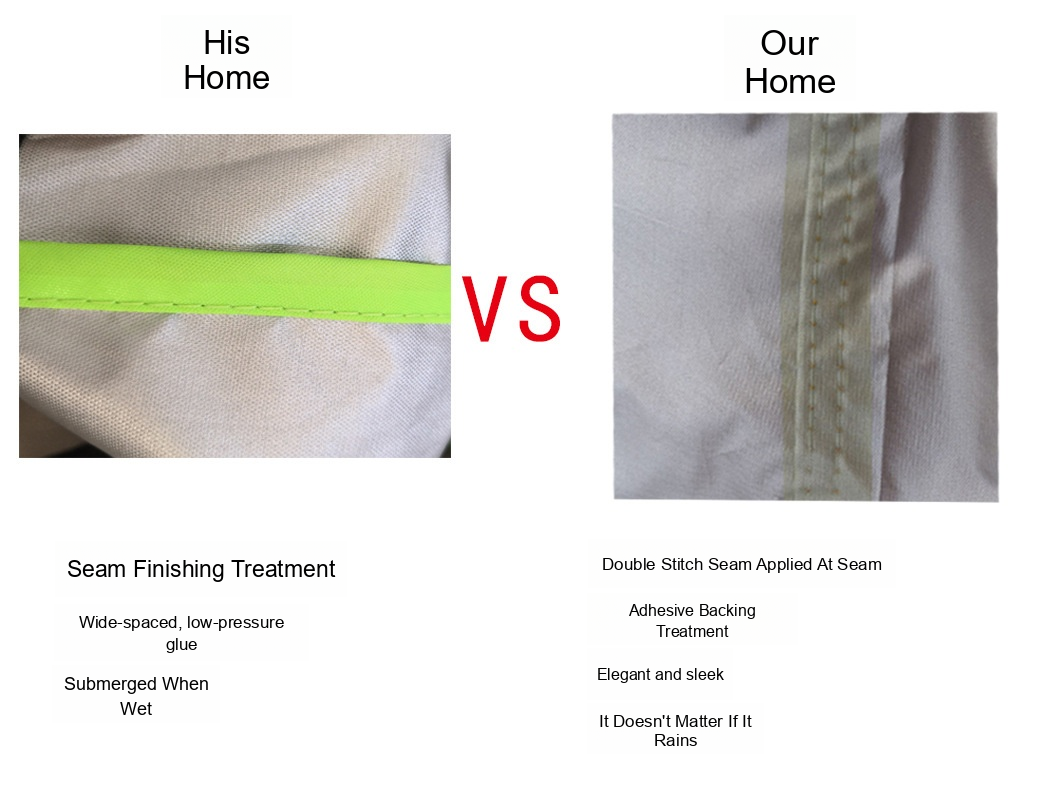 His
Home
Our
Home
VS
Seam Finishing Treatment
Wide-spaced, low-pressure
glue
Submerged When
Wet
Double Stitch Seam Applied At Seam
Adhesive Backing
Treatment
Elegant and sleek
It Doesn't Matter If It
Rains